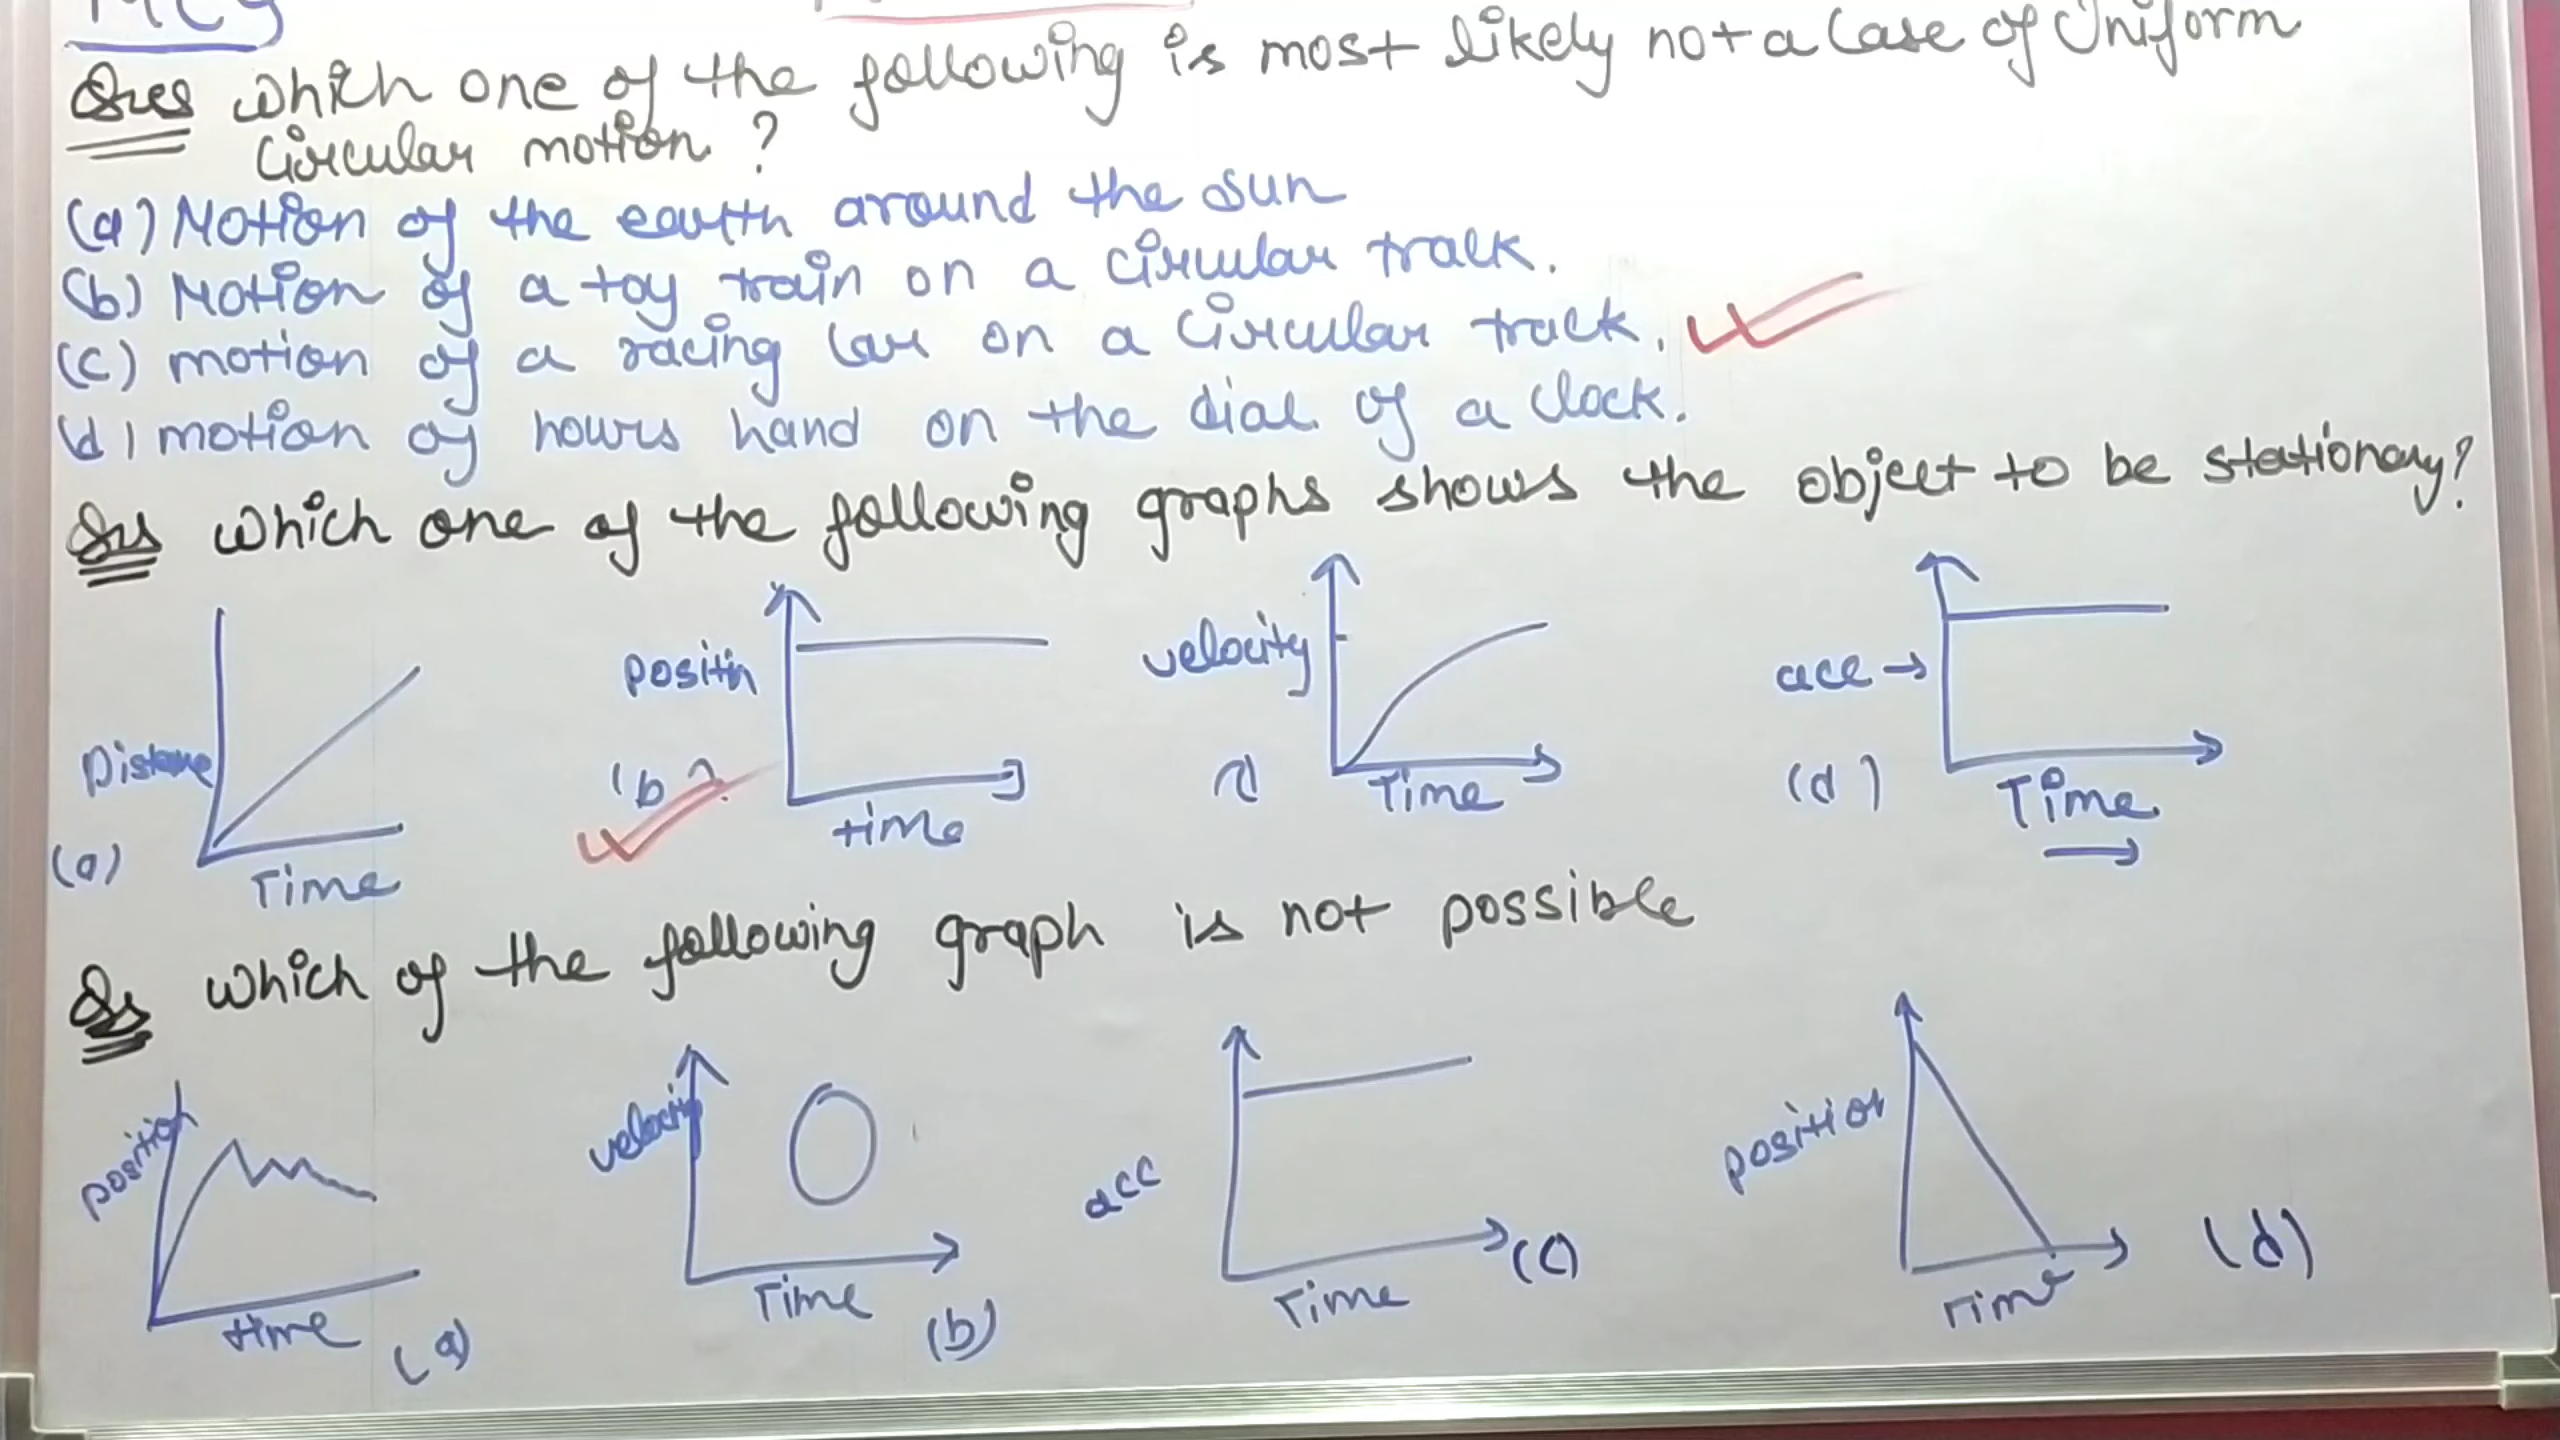 Ques which one of the following is most likely not a case of Uniform
Circular motion ?
(a) Motion of the earth around the sun
(b) Motion of a toy train on a circular track.
(c) motion of a racing car on a circular track.
(d) motion of hours hand on the dial of a clock.
Ques which one of the following graphs shows the object to be stationary?
Distance
(a)
Time
positin
(b)
time
velocity
Time
acc →
(d)
Time
Ques which of the following graph is not possible
position
time
(a)
velocity
Time
(b)
acc
Time
(c)
position
Time
(d)